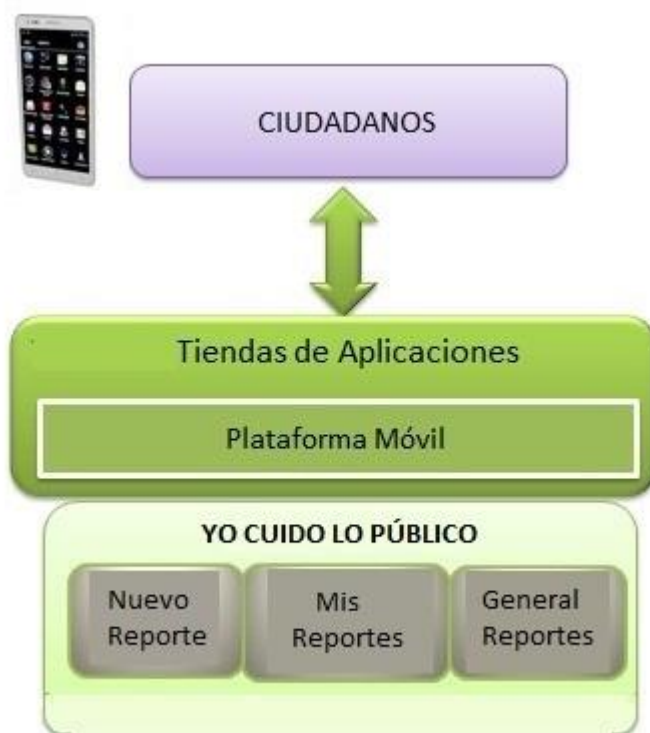 CIUDADANOS
Tiendas de Aplicaciones
Plataforma Móvil
YO CUIDO LO PÚBLICO
Nuevo
Reporte
Mis
Reportes
General
Reportes